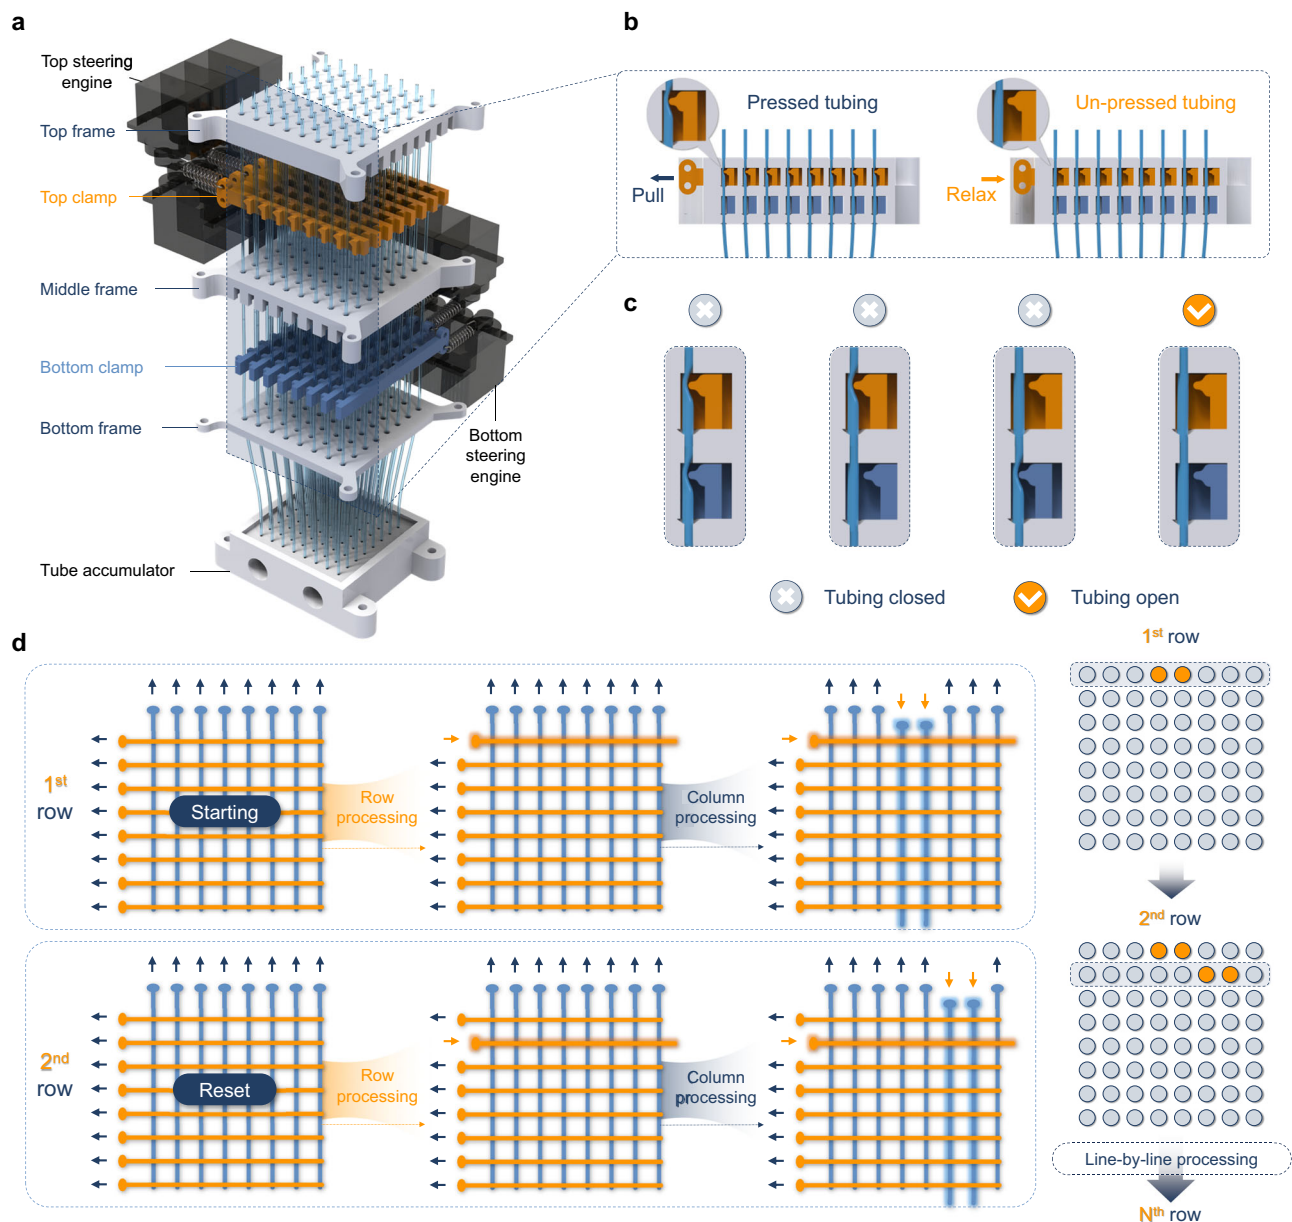 a
Top steering
engine
Top frame
Top clamp
Middle frame
Bottom clamp
Bottom frame
Bottom
steering
engine
Tube accumulator
b
Pressed tubing
Un-pressed tubing
Pull
Relax
c
Tubing closed
Tubing open
d
1st
row
Starting
Row
processing
Column
processing
2nd
row
Reset
Row
processing
Column
processing
1st row
2nd row
Line-by-line processing
Nth row